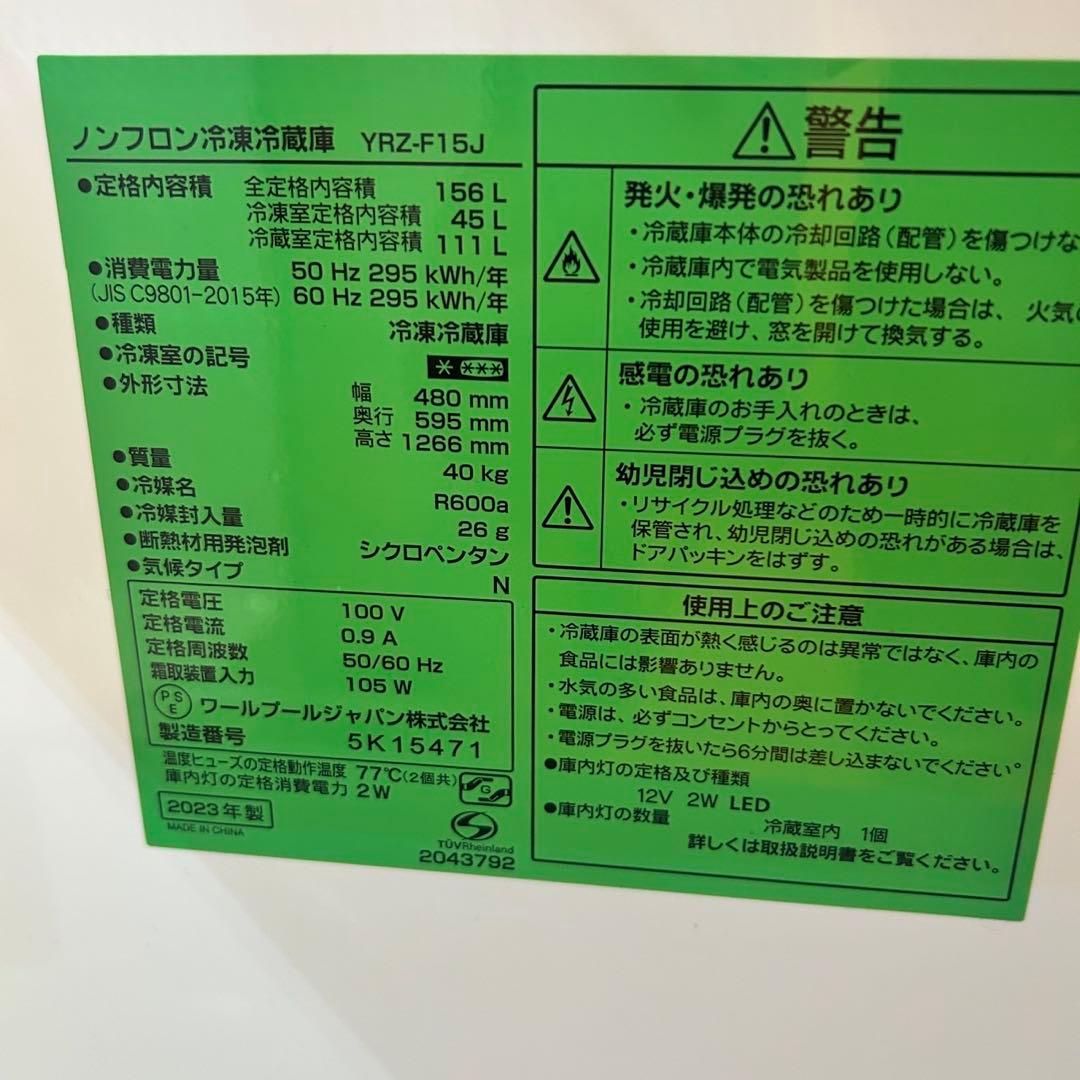 ノンフロン冷凍冷蔵庫 YRZ-F15J
●定格内容積 全定格内容積 156 L
冷凍室定格内容積 45 L
冷蔵室定格内容積 111 L
●消費電力量 50 Hz 295 kWh/年
(JIS C9801-2015年) 60 Hz 295 kWh/年
●種類 冷凍冷蔵庫
●冷凍室の記号
●外形寸法 幅 480 mm
奥行 595 mm
高さ 1266 mm
●質量 40 kg
●冷媒名 R600a
●冷媒封入量 26 g
●断熱材用発泡剤 シクロペンタン
●気候タイプ N
定格電圧 100 V
定格電流 0.9 A
定格周波数 50/60 Hz
霜取装置入力 105 W
PSE ワールプールジャパン株式会社
製造番号 5K15471
温度ヒューズの定格動作温度 77℃(2個共)
庫内灯の定格消費電力 2W
G
2023年製
MADE IN CHINA
TÜVRheinland
2043792
警告
発火・爆発の恐れあり
・冷蔵庫本体の冷却回路(配管)を傷つけな
・冷蔵庫内で電気製品を使用しない。
・冷却回路(配管)を傷つけた場合は、火気の
使用を避け、窓を開けて換気する。
感電の恐れあり
・冷蔵庫のお手入れのときは、
必ず電源プラグを抜く。
幼児閉じ込めの恐れあり
・リサイクル処理などのため一時的に冷蔵庫を
保管され、幼児閉じ込めの恐れがある場合は、
ドアパッキンをはずす。
使用上のご注意
・冷蔵庫の表面が熱く感じるのは異常ではなく、庫内の
食品には影響ありません。
・水気の多い食品は、庫内の奥に置かないでください。
・電源は、必ずコンセントからとってください。
・電源プラグを抜いたら6分間は差し込まないでください。
●庫内灯の定格及び種類
12V 2W LED
●庫内灯の数量
冷蔵室内 1個
詳しくは取扱説明書をご覧ください。